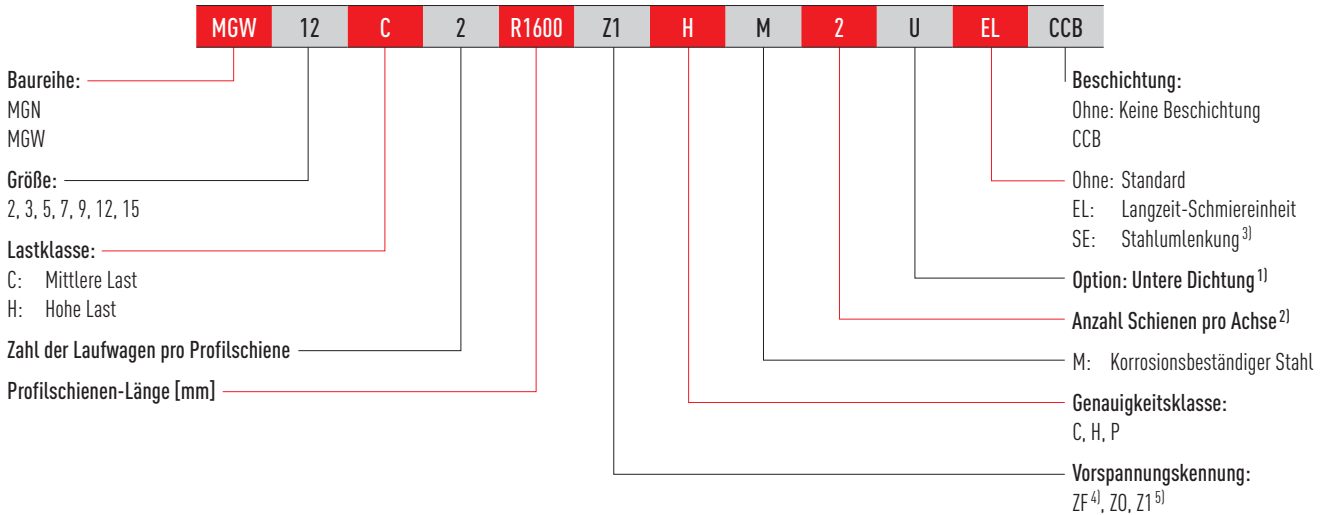 MGW 12 C 2 R1600 Z1 H M 2 U EL CCB
Baureihe:
MGN
MGW
Größe:
2, 3, 5, 7, 9, 12, 15
Lastklasse:
C: Mittlere Last
H: Hohe Last
Zahl der Laufwagen pro Profilschiene
Profilschienen-Länge [mm]
Beschichtung:
Ohne: Keine Beschichtung
CCB
Ohne: Standard
EL: Langzeit-Schmiereinheit
SE: Stahlumlenkung 3)
Option: Untere Dichtung 1)
Anzahl Schienen pro Achse 2)
M: Korrosionsbeständiger Stahl
Genauigkeitsklasse:
C, H, P
Vorspannungskennung:
ZF 4), Z0, Z1 5)